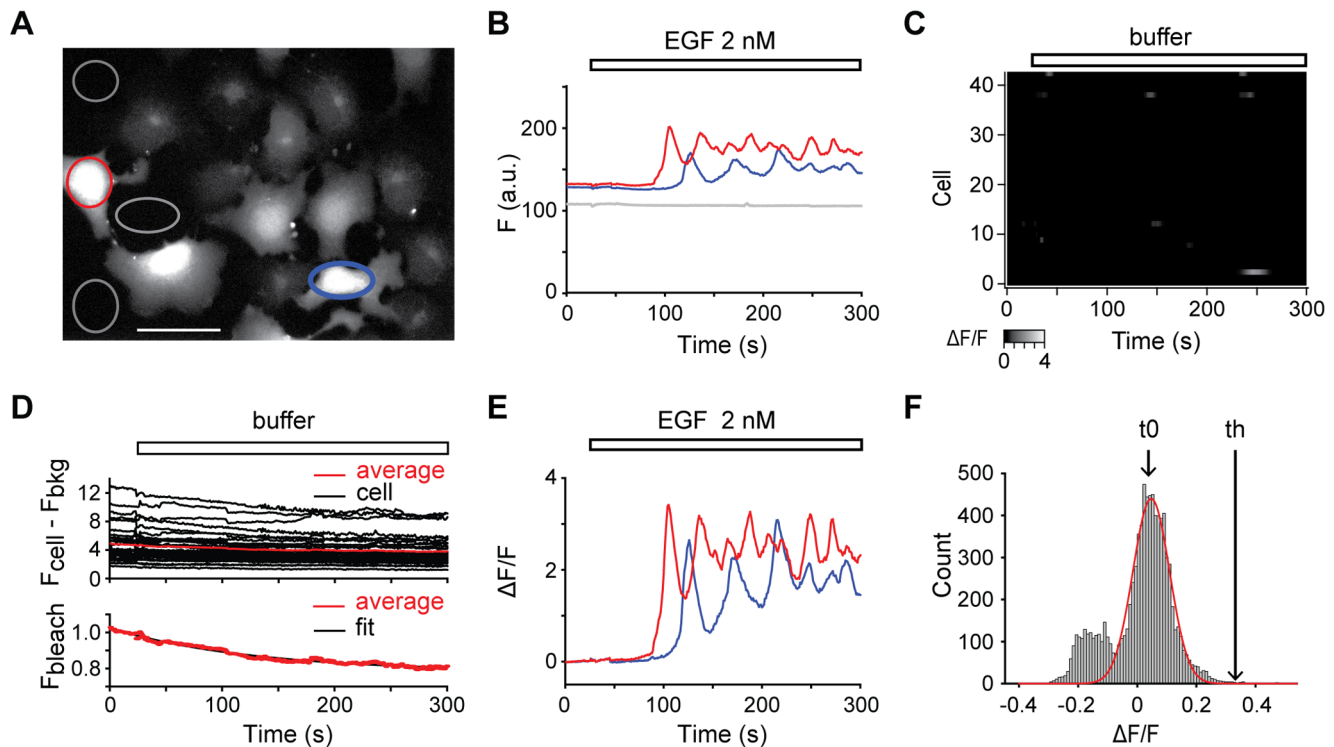 A
B
EGF 2 nM
F (a.u.)
200
100
0
0 100 200 300
Time (s)
C
buffer
Cell
40
30
20
10
0
0 100 200 300
Time (s)
ΔF/F
0 4
D
buffer
average
cell
Fcell - Fbkg
12
8
4
0
average
fit
Fbleach
1.0
0.8
0 100 200 300
Time (s)
E
EGF 2 nM
ΔF/F
4
2
0
0 100 200 300
Time (s)
F
t0 th
Count
500
400
300
200
100
0
-0.4 -0.2 0 0.2 0.4
ΔF/F